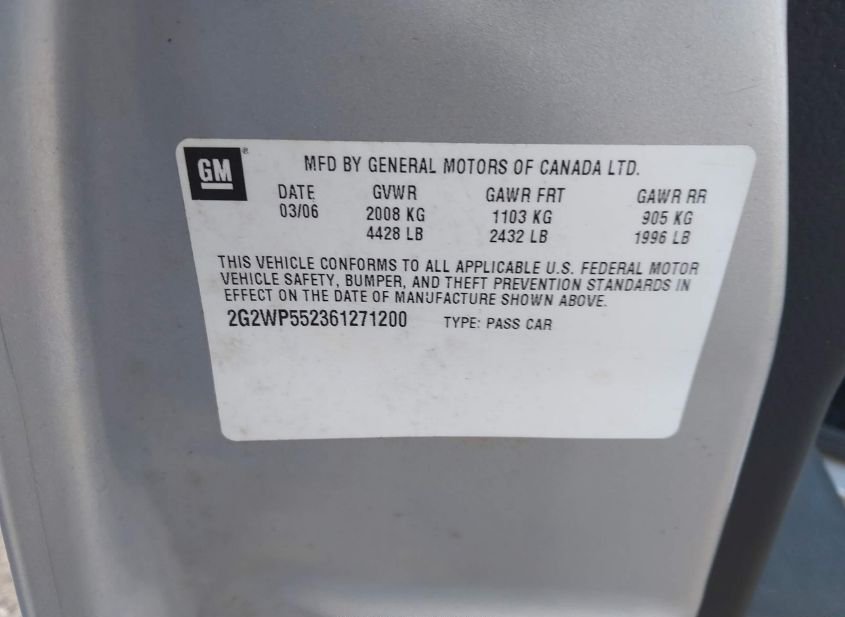 GM ®
MFD BY GENERAL MOTORS OF CANADA LTD.
DATE GVWR GAWR FRT GAWR RR
03/06 2008 KG 1103 KG 905 KG
4428 LB 2432 LB 1996 LB
THIS VEHICLE CONFORMS TO ALL APPLICABLE U.S. FEDERAL MOTOR
VEHICLE SAFETY, BUMPER, AND THEFT PREVENTION STANDARDS IN
EFFECT ON THE DATE OF MANUFACTURE SHOWN ABOVE.
2G2WP552361271200 TYPE: PASS CAR